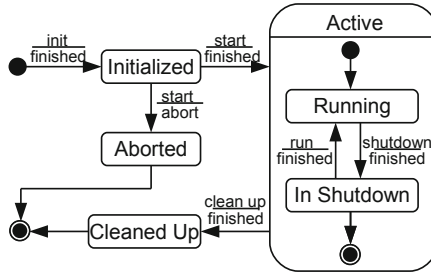 Active
init
finished
Initialized
start
finished
start
abort
Running
run
finished
shutdown
finished
Aborted
In Shutdown
clean up
finished
Cleaned Up